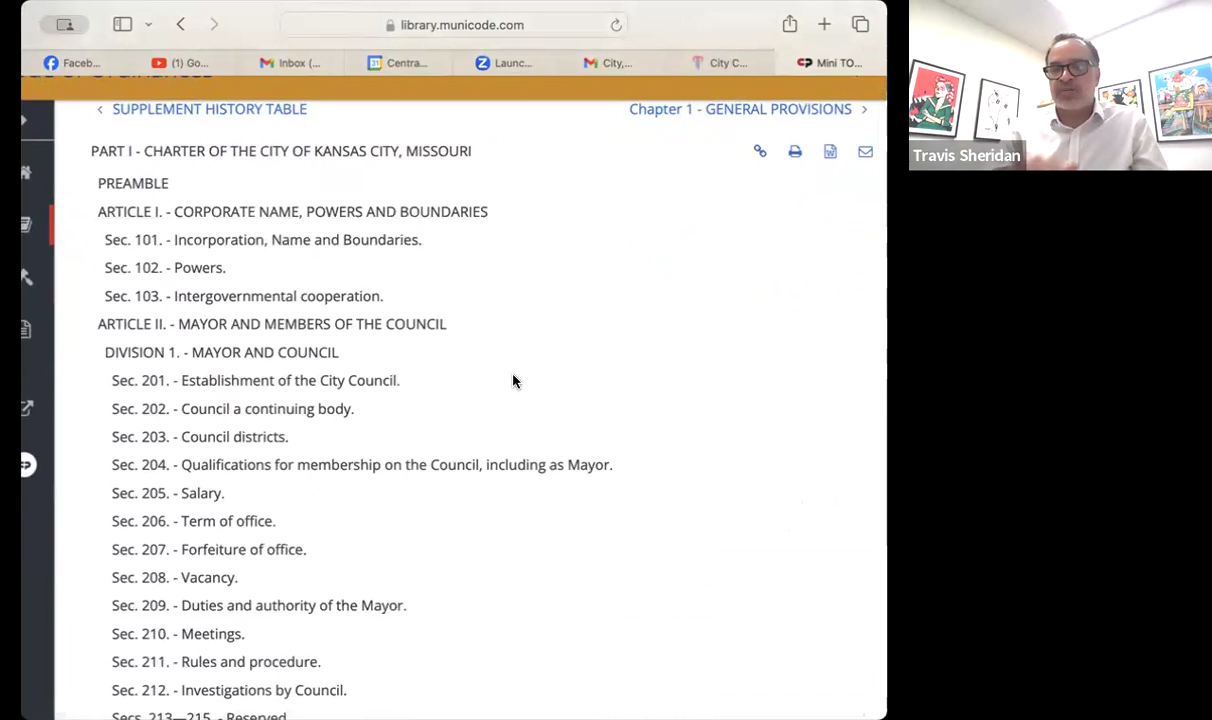 library.municode.com
Faceb...
(1) Go...
Inbox (...
Centra...
Launc...
City,...
City C...
Mini TO...
SUPPLEMENT HISTORY TABLE
Chapter 1 - GENERAL PROVISIONS
PART I - CHARTER OF THE CITY OF KANSAS CITY, MISSOURI
PREAMBLE
ARTICLE I. - CORPORATE NAME, POWERS AND BOUNDARIES
Sec. 101. - Incorporation, Name and Boundaries.
Sec. 102. - Powers.
Sec. 103. - Intergovernmental cooperation.
ARTICLE II. - MAYOR AND MEMBERS OF THE COUNCIL
DIVISION 1. - MAYOR AND COUNCIL
Sec. 201. - Establishment of the City Council.
Sec. 202. - Council a continuing body.
Sec. 203. - Council districts.
Sec. 204. - Qualifications for membership on the Council, including as Mayor.
Sec. 205. - Salary.
Sec. 206. - Term of office.
Sec. 207. - Forfeiture of office.
Sec. 208. - Vacancy.
Sec. 209. - Duties and authority of the Mayor.
Sec. 210. - Meetings.
Sec. 211. - Rules and procedure.
Sec. 212. - Investigations by Council.
Secs. 213—215. - Reserved.
Travis Sheridan